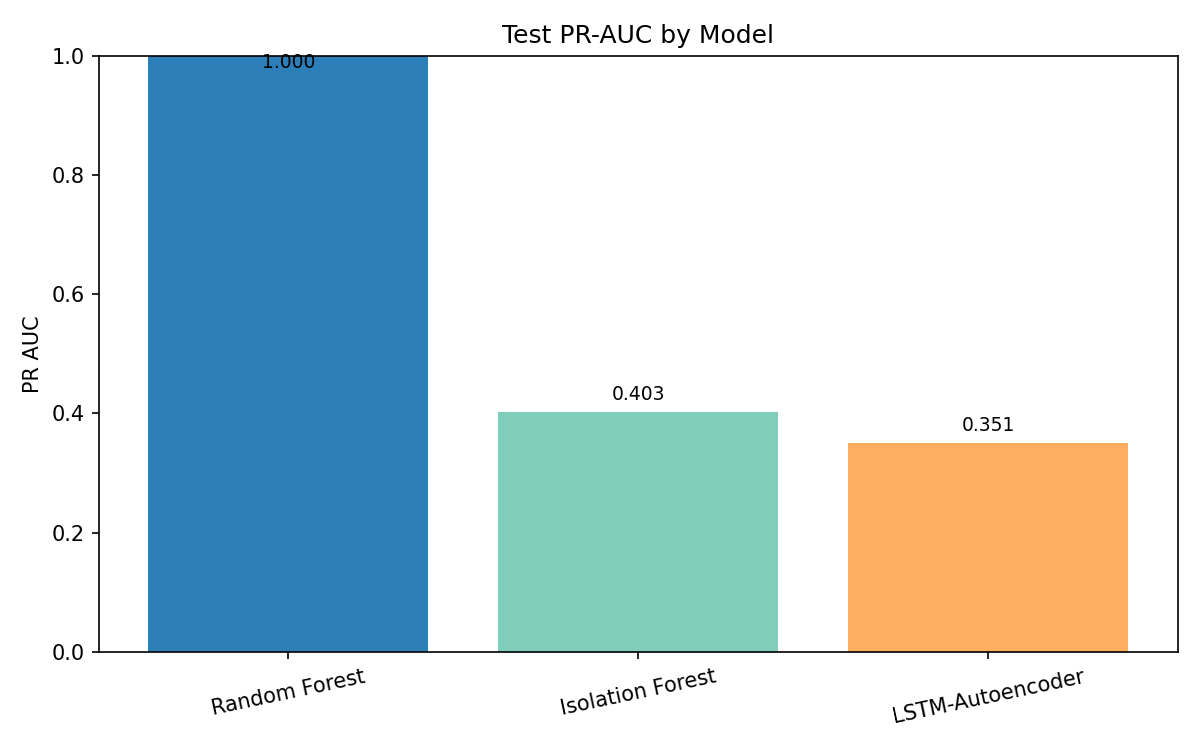 Test PR-AUC by Model
PR AUC
1.0
0.8
0.6
0.4
0.2
0.0
1.000
0.403
0.351
Random Forest
Isolation Forest
LSTM-Autoencoder